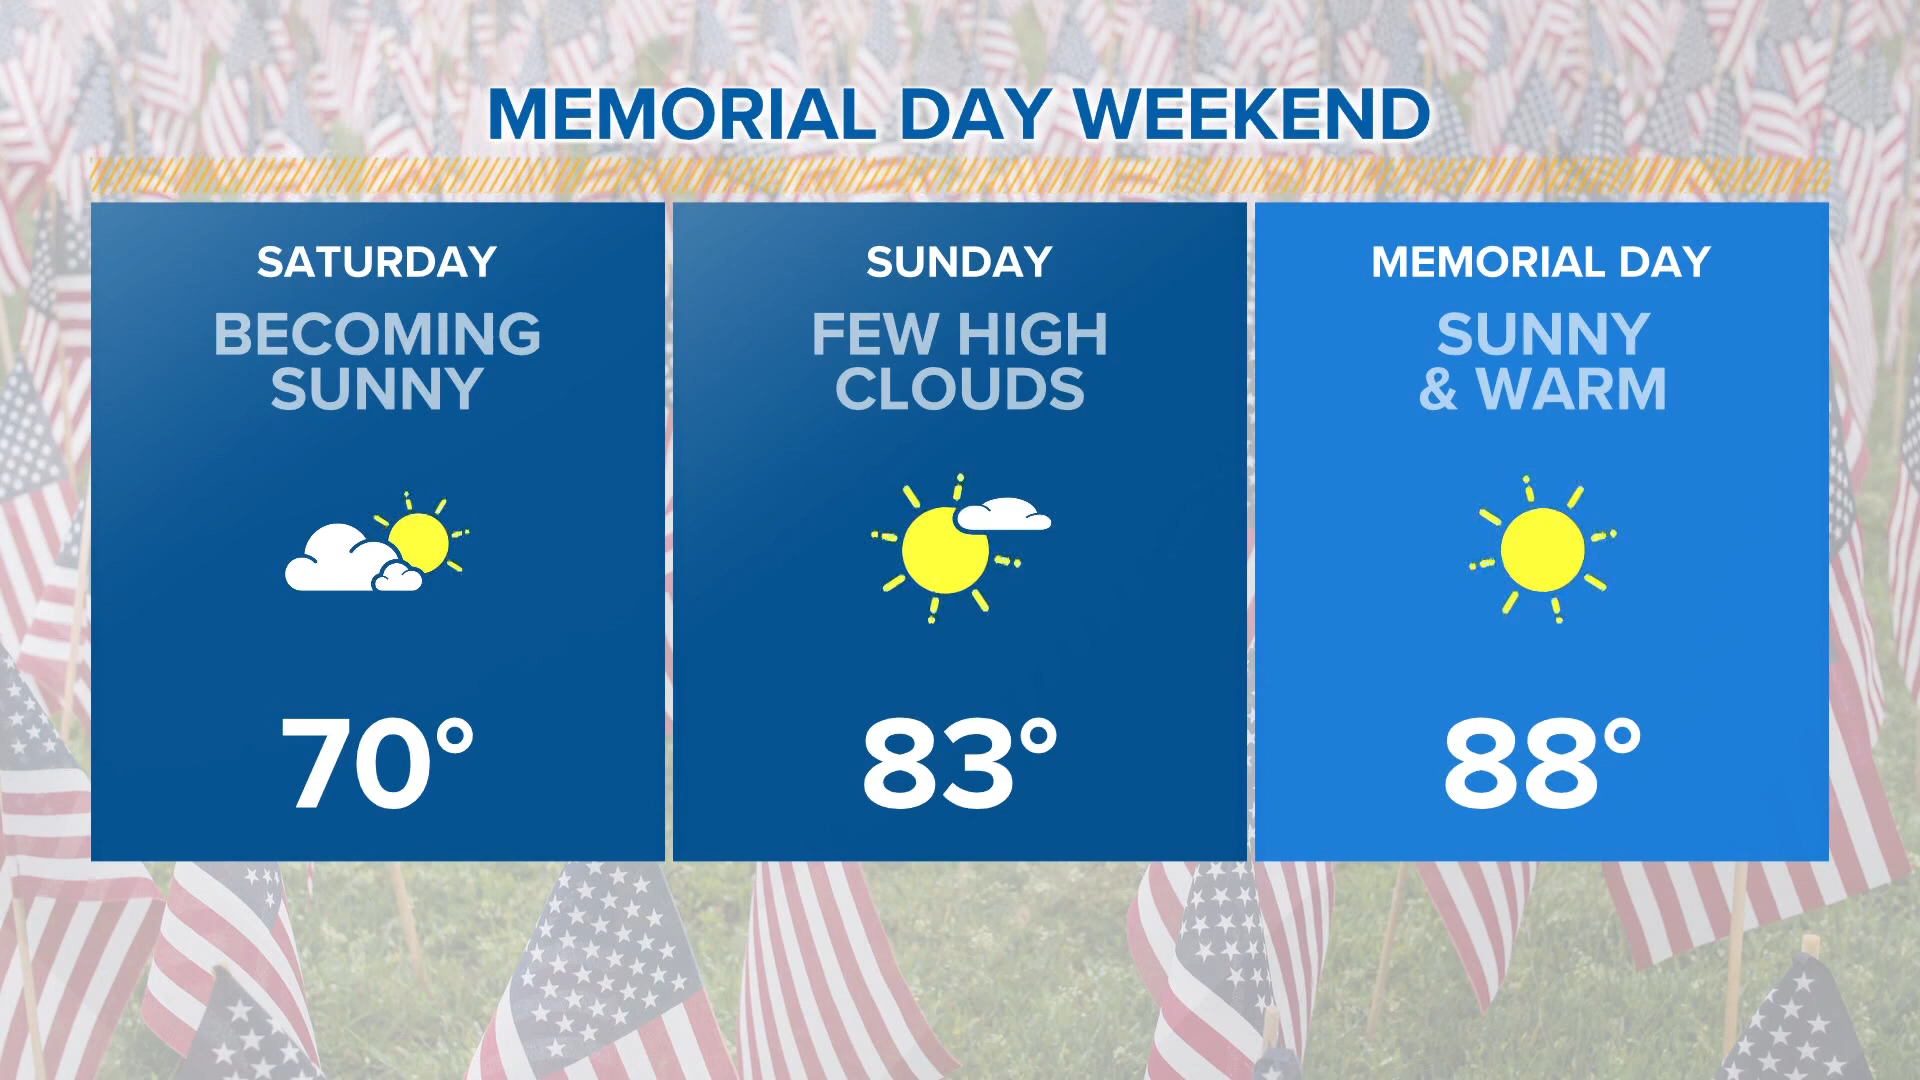 MEMORIAL DAY WEEKEND
SATURDAY
BECOMING
SUNNY
70°
SUNDAY
FEW HIGH
CLOUDS
83°
MEMORIAL DAY
SUNNY
& WARM
88°